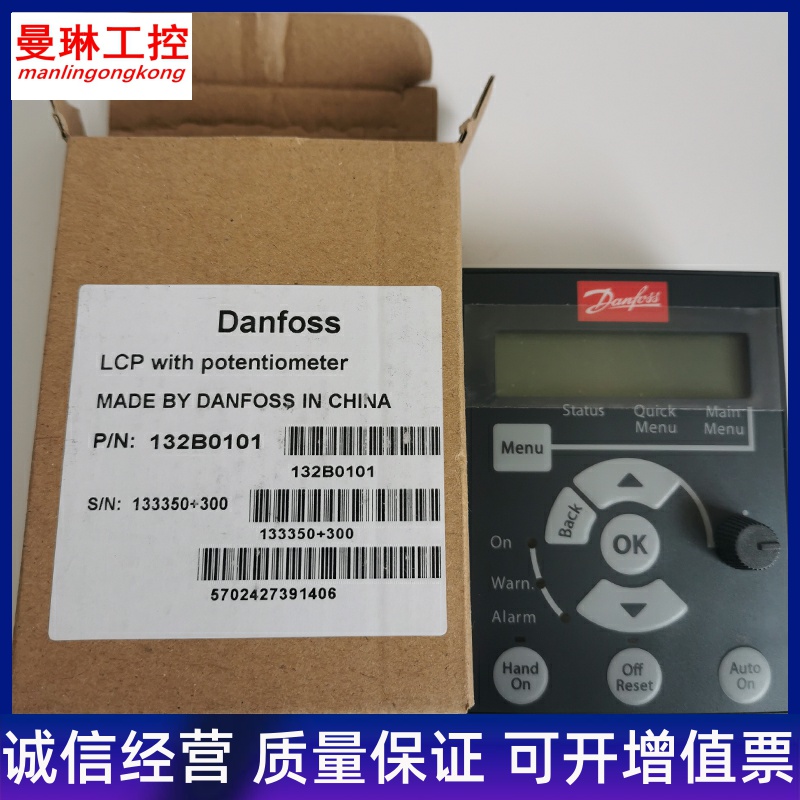 曼琳工控
manlingongkong
Danfoss
LCP with potentiometer
MADE BY DANFOSS IN CHINA
P/N: 132B0101
132B0101
S/N: 133350+300
133350+300
5702427391406
Danfoss
Status Quick Menu Main Menu
Menu
Back
OK
On
Warn.
Alarm
Hand On
Off Reset
Auto On
诚信经营 质量保证 可开增值票